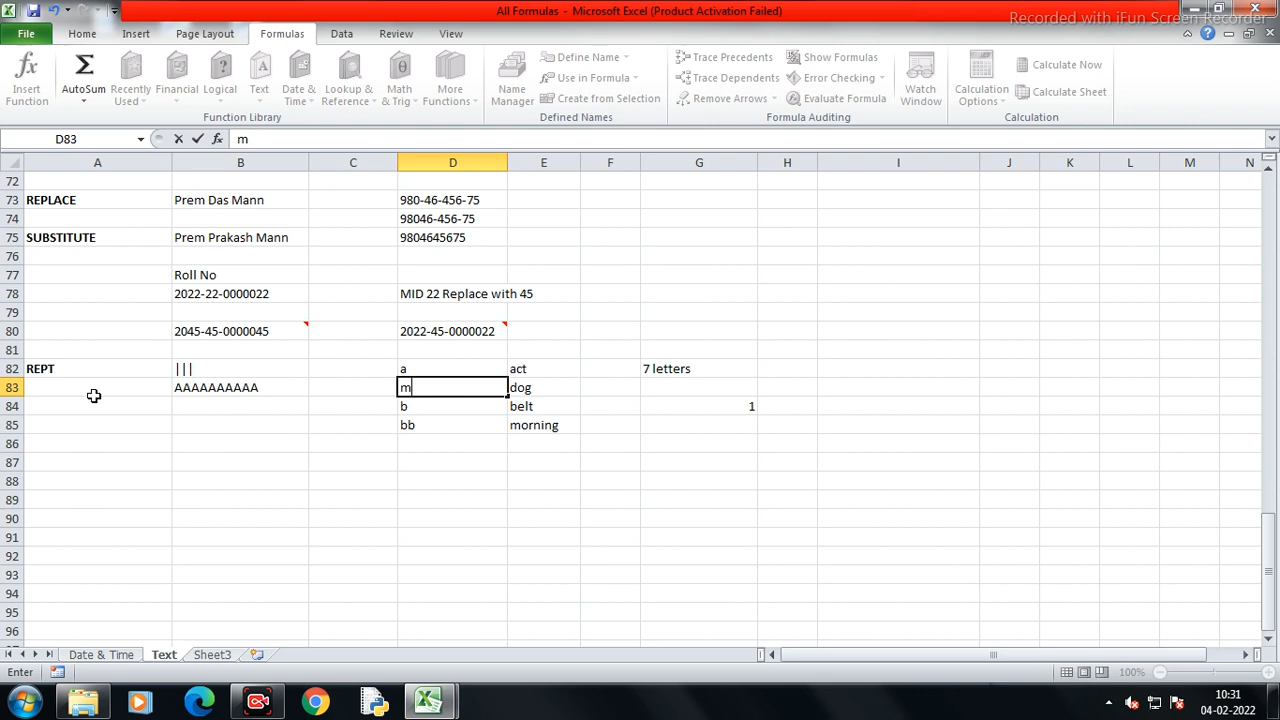 All Formulas - Microsoft Excel (Product Activation Failed)
Recorded with iFun Screen Recorder
File Home Insert Page Layout Formulas Data Review View
Insert Function
AutoSum
Recently Used
Financial
Logical
Text
Date & Time
Lookup & Reference
Math & Trig
More Functions
Function Library
Name Manager
Define Name
Use in Formula
Create from Selection
Defined Names
Trace Precedents
Trace Dependents
Remove Arrows
Show Formulas
Error Checking
Evaluate Formula
Formula Auditing
Watch Window
Calculation Options
Calculate Now
Calculate Sheet
Calculation
D83 fx m
A B C D E F G H I J K L M N
72
73 REPLACE Prem Das Mann 980-46-456-75
74 98046-456-75
75 SUBSTITUTE Prem Prakash Mann 9804645675
76
77 Roll No
78 2022-22-0000022 MID 22 Replace with 45
79
80 2045-45-0000045 2022-45-0000022
81
82 REPT ||| a act 7 letters
83 AAAAAAAAAA m dog
84 b belt 1
85 bb morning
86
87
88
89
90
91
92
93
94
95
96
Date & Time Text Sheet3
Enter 100%
10:31
04-02-2022